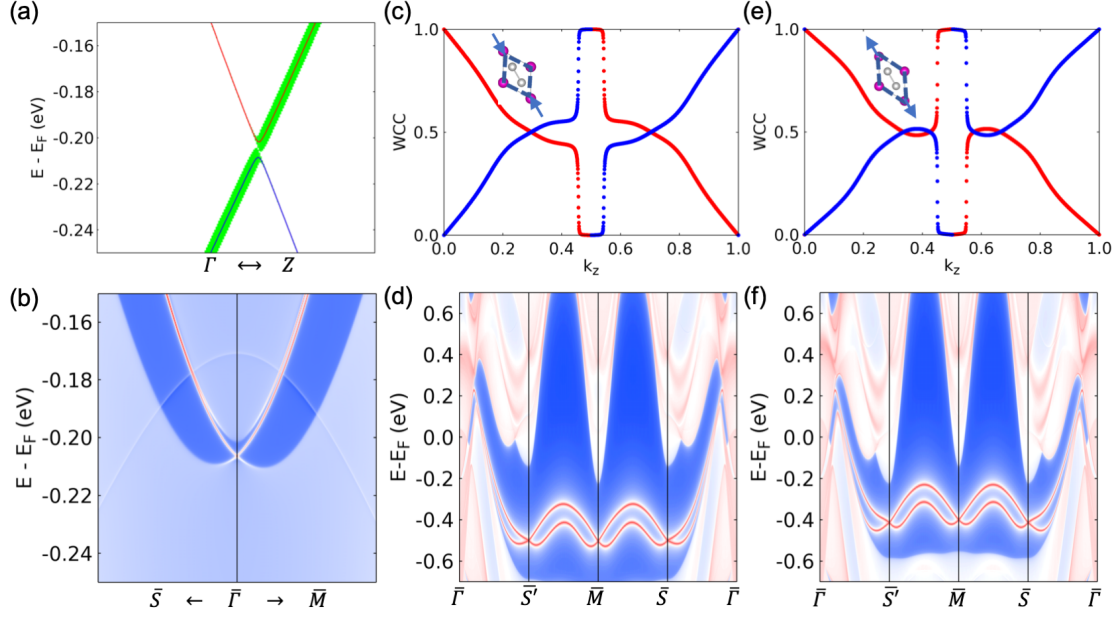 (a)
E - E_F (eV)
-0.16
-0.18
-0.20
-0.22
-0.24
Γ ↔ Z
(b)
E - E_F (eV)
-0.16
-0.18
-0.20
-0.22
-0.24
S̄ ← Γ̄ → M̄
(c)
WCC
1.0
0.5
0.0
0.0 0.2 0.4 0.6 0.8 1.0
k_z
(d)
E-E_F (eV)
0.6
0.4
0.2
0.0
-0.2
-0.4
-0.6
Γ̄ S̄' M̄ S̄ Γ̄
(e)
WCC
1.0
0.5
0.0
0.0 0.2 0.4 0.6 0.8 1.0
k_z
(f)
E-E_F (eV)
0.6
0.4
0.2
0.0
-0.2
-0.4
-0.6
Γ̄ S̄' M̄ S̄ Γ̄